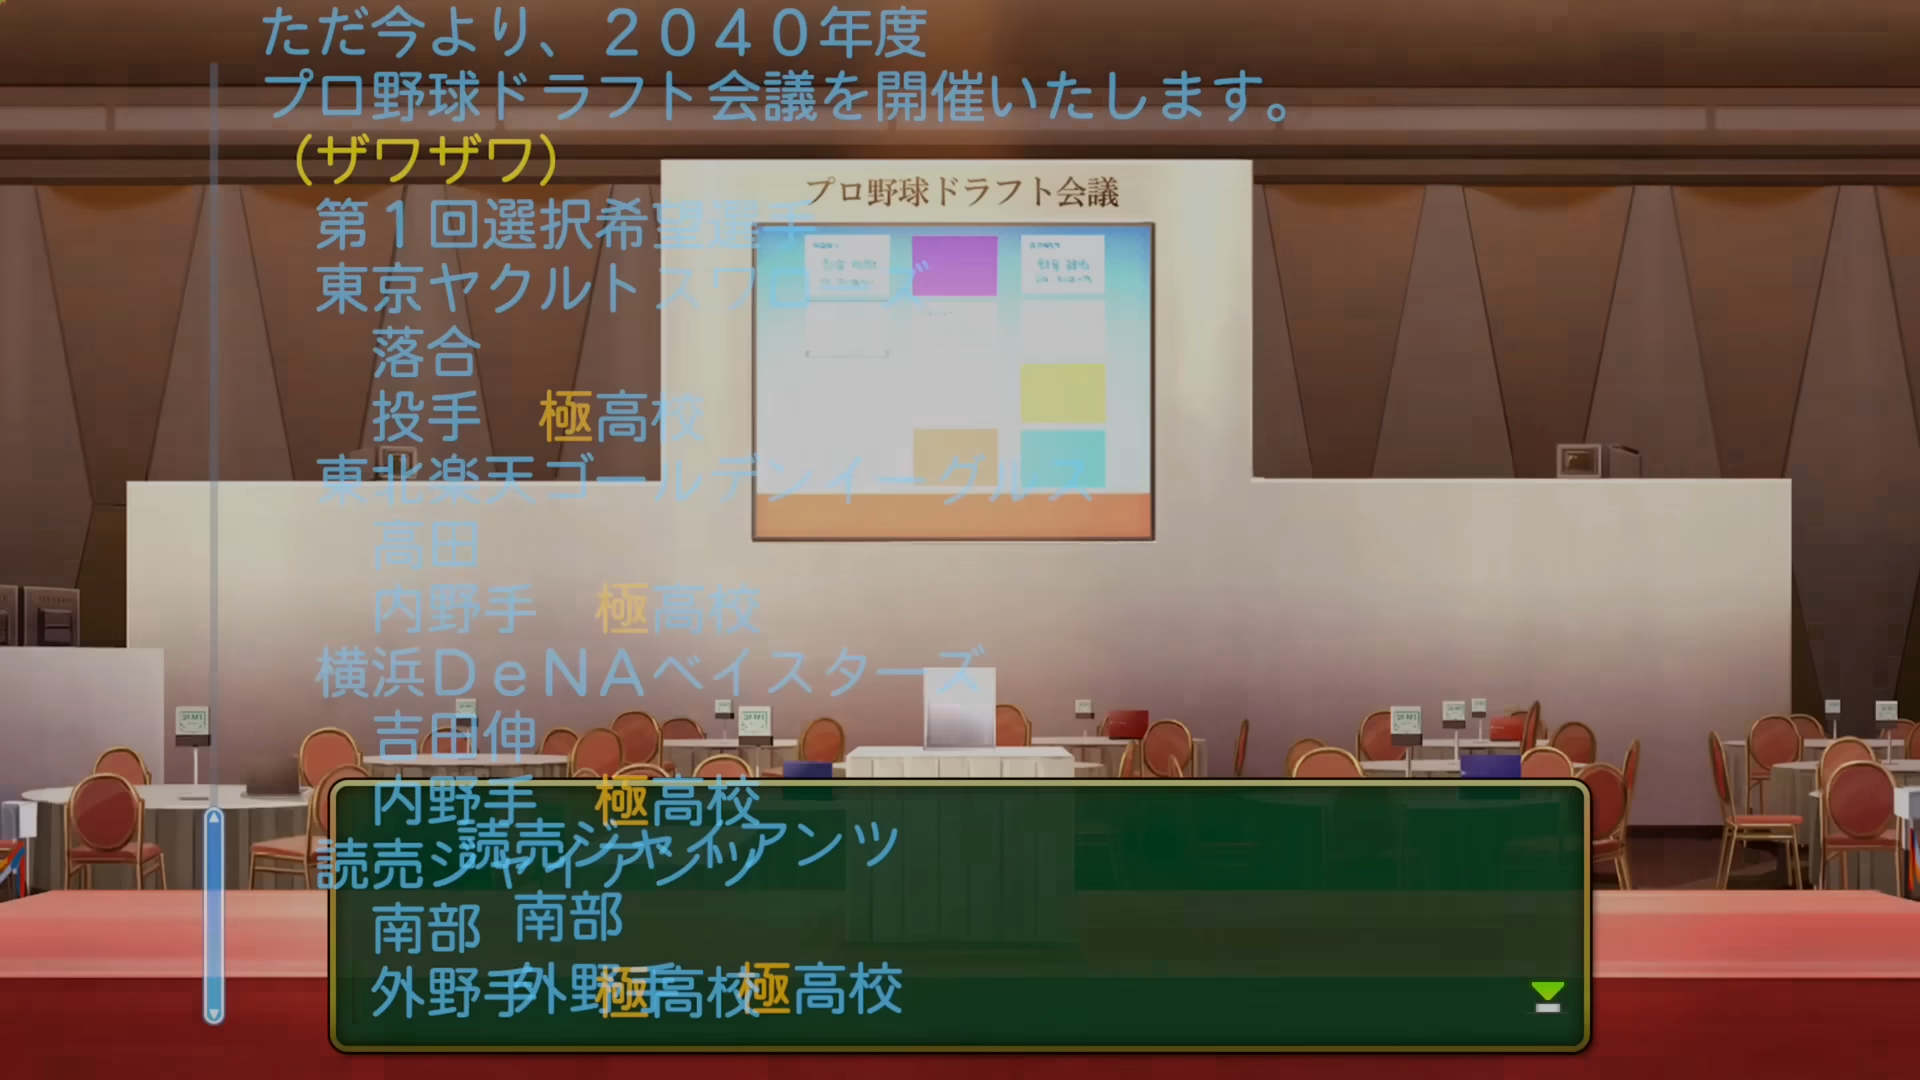 ただ今より、２０４０年度
プロ野球ドラフト会議を開催いたします。
（ザワザワ）
プロ野球ドラフト会議
第１回選択希望選手
東京ヤクルトスワローズ
落合
投手　極高校
東北楽天ゴールデンイーグルス
高田
内野手　極高校
横浜ＤｅＮＡベイスターズ
吉田伸
内野手　極高校
読売ジャイアンツ
南部
外野手　極高校
読売ジャイアンツ
南部
外野手　極高校